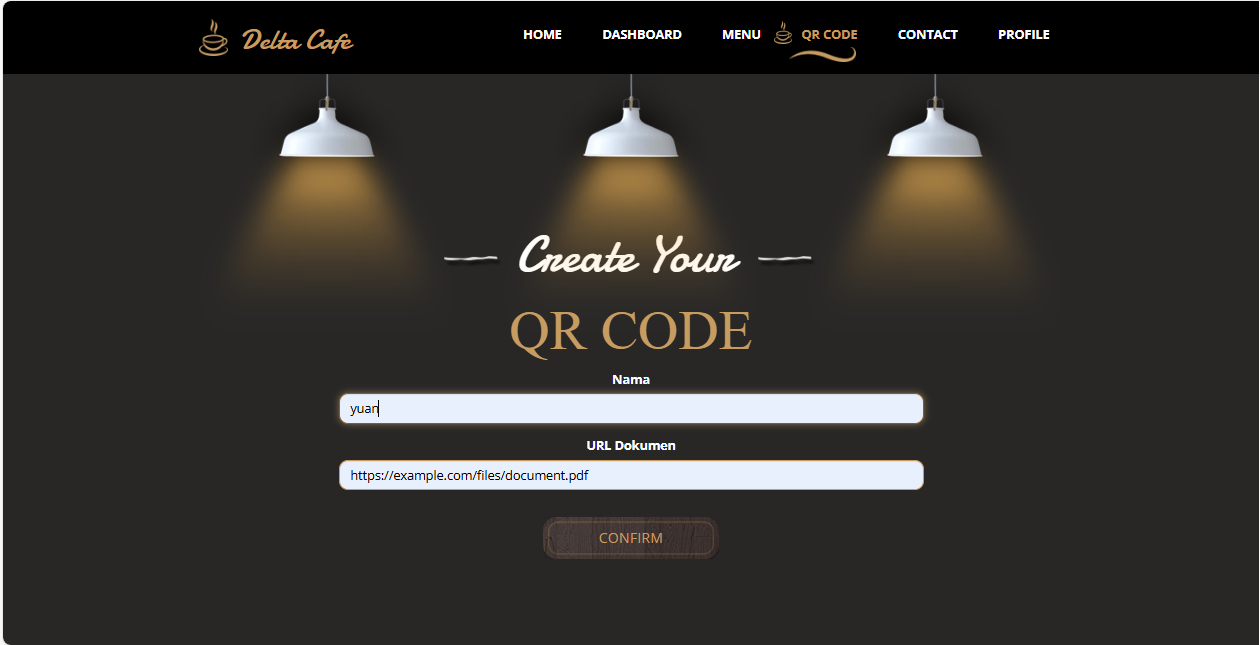 Delta Cafe
HOME DASHBOARD MENU QR CODE CONTACT PROFILE
Create Your
QR CODE
Nama
yuan
URL Dokumen
https://example.com/files/document.pdf
CONFIRM